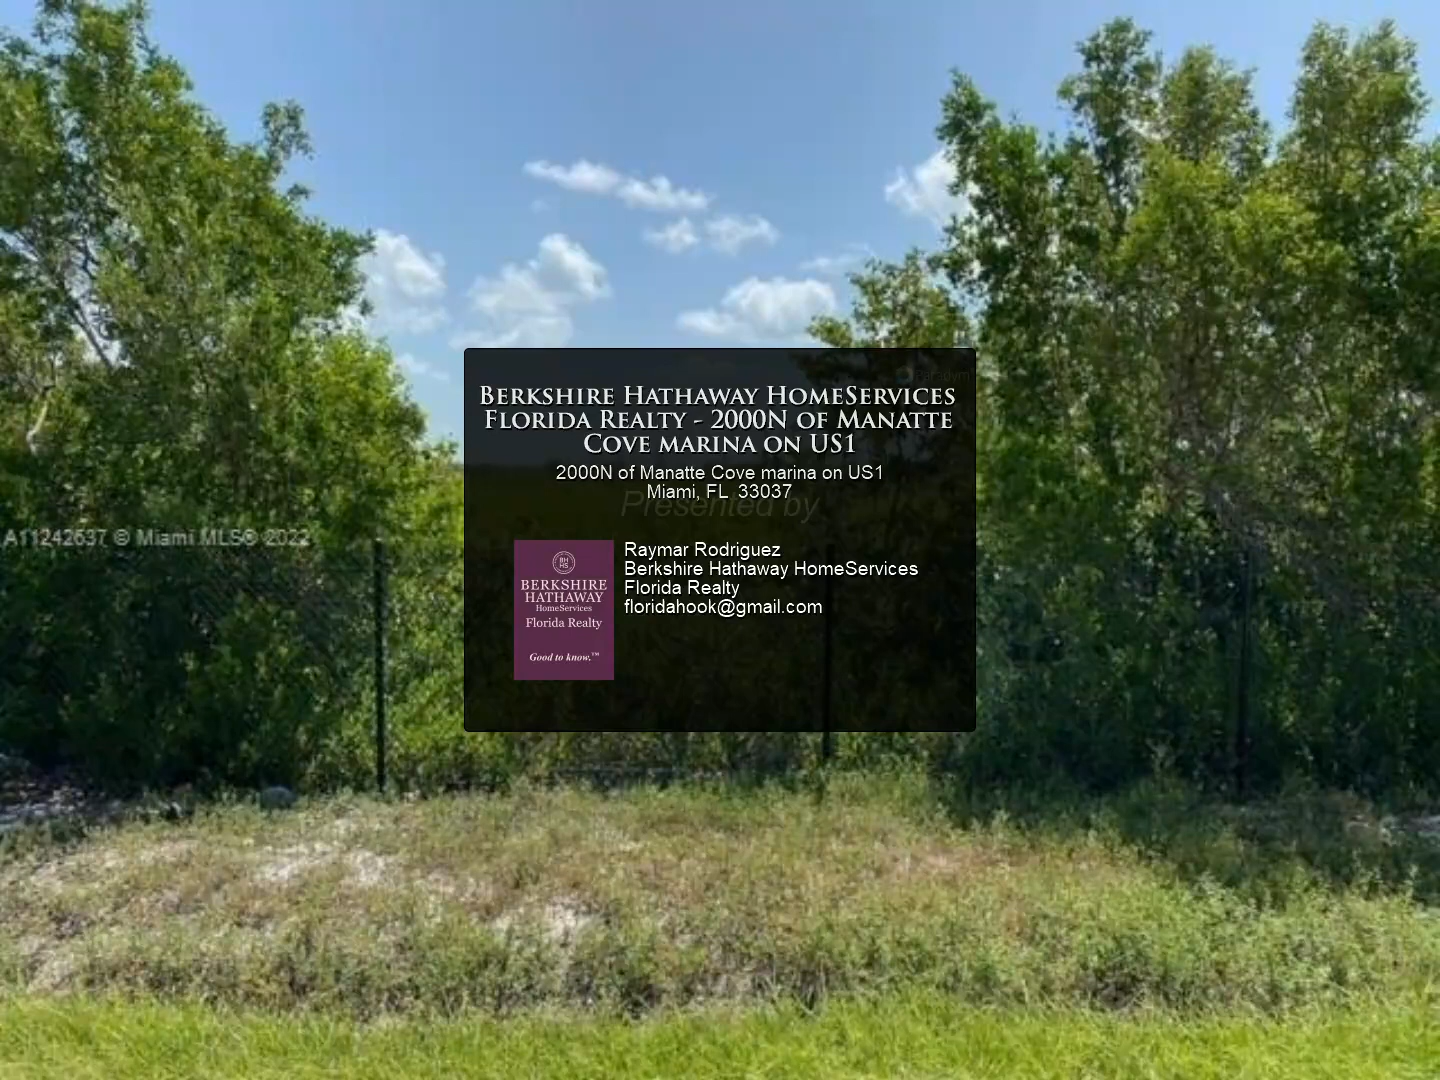 Berkshire Hathaway HomeServices
Florida Realty - 2000N of Manatte
Cove marina on US1
2000N of Manatte Cove marina on US1
Miami, FL 33037
Presented by
A11242637 © Miami MLS® 2022
BH
HS
BERKSHIRE
HATHAWAY
HomeServices
Florida Realty
Good to know.™
Raymar Rodriguez
Berkshire Hathaway HomeServices
Florida Realty
floridahook@gmail.com